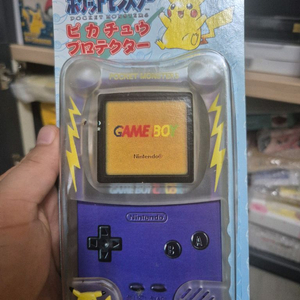 ポケットモンスター
POCKET MONSTERS
ピカチュウ
プロテクター
GAME BOY
Nintendo
Nintendo
B
A